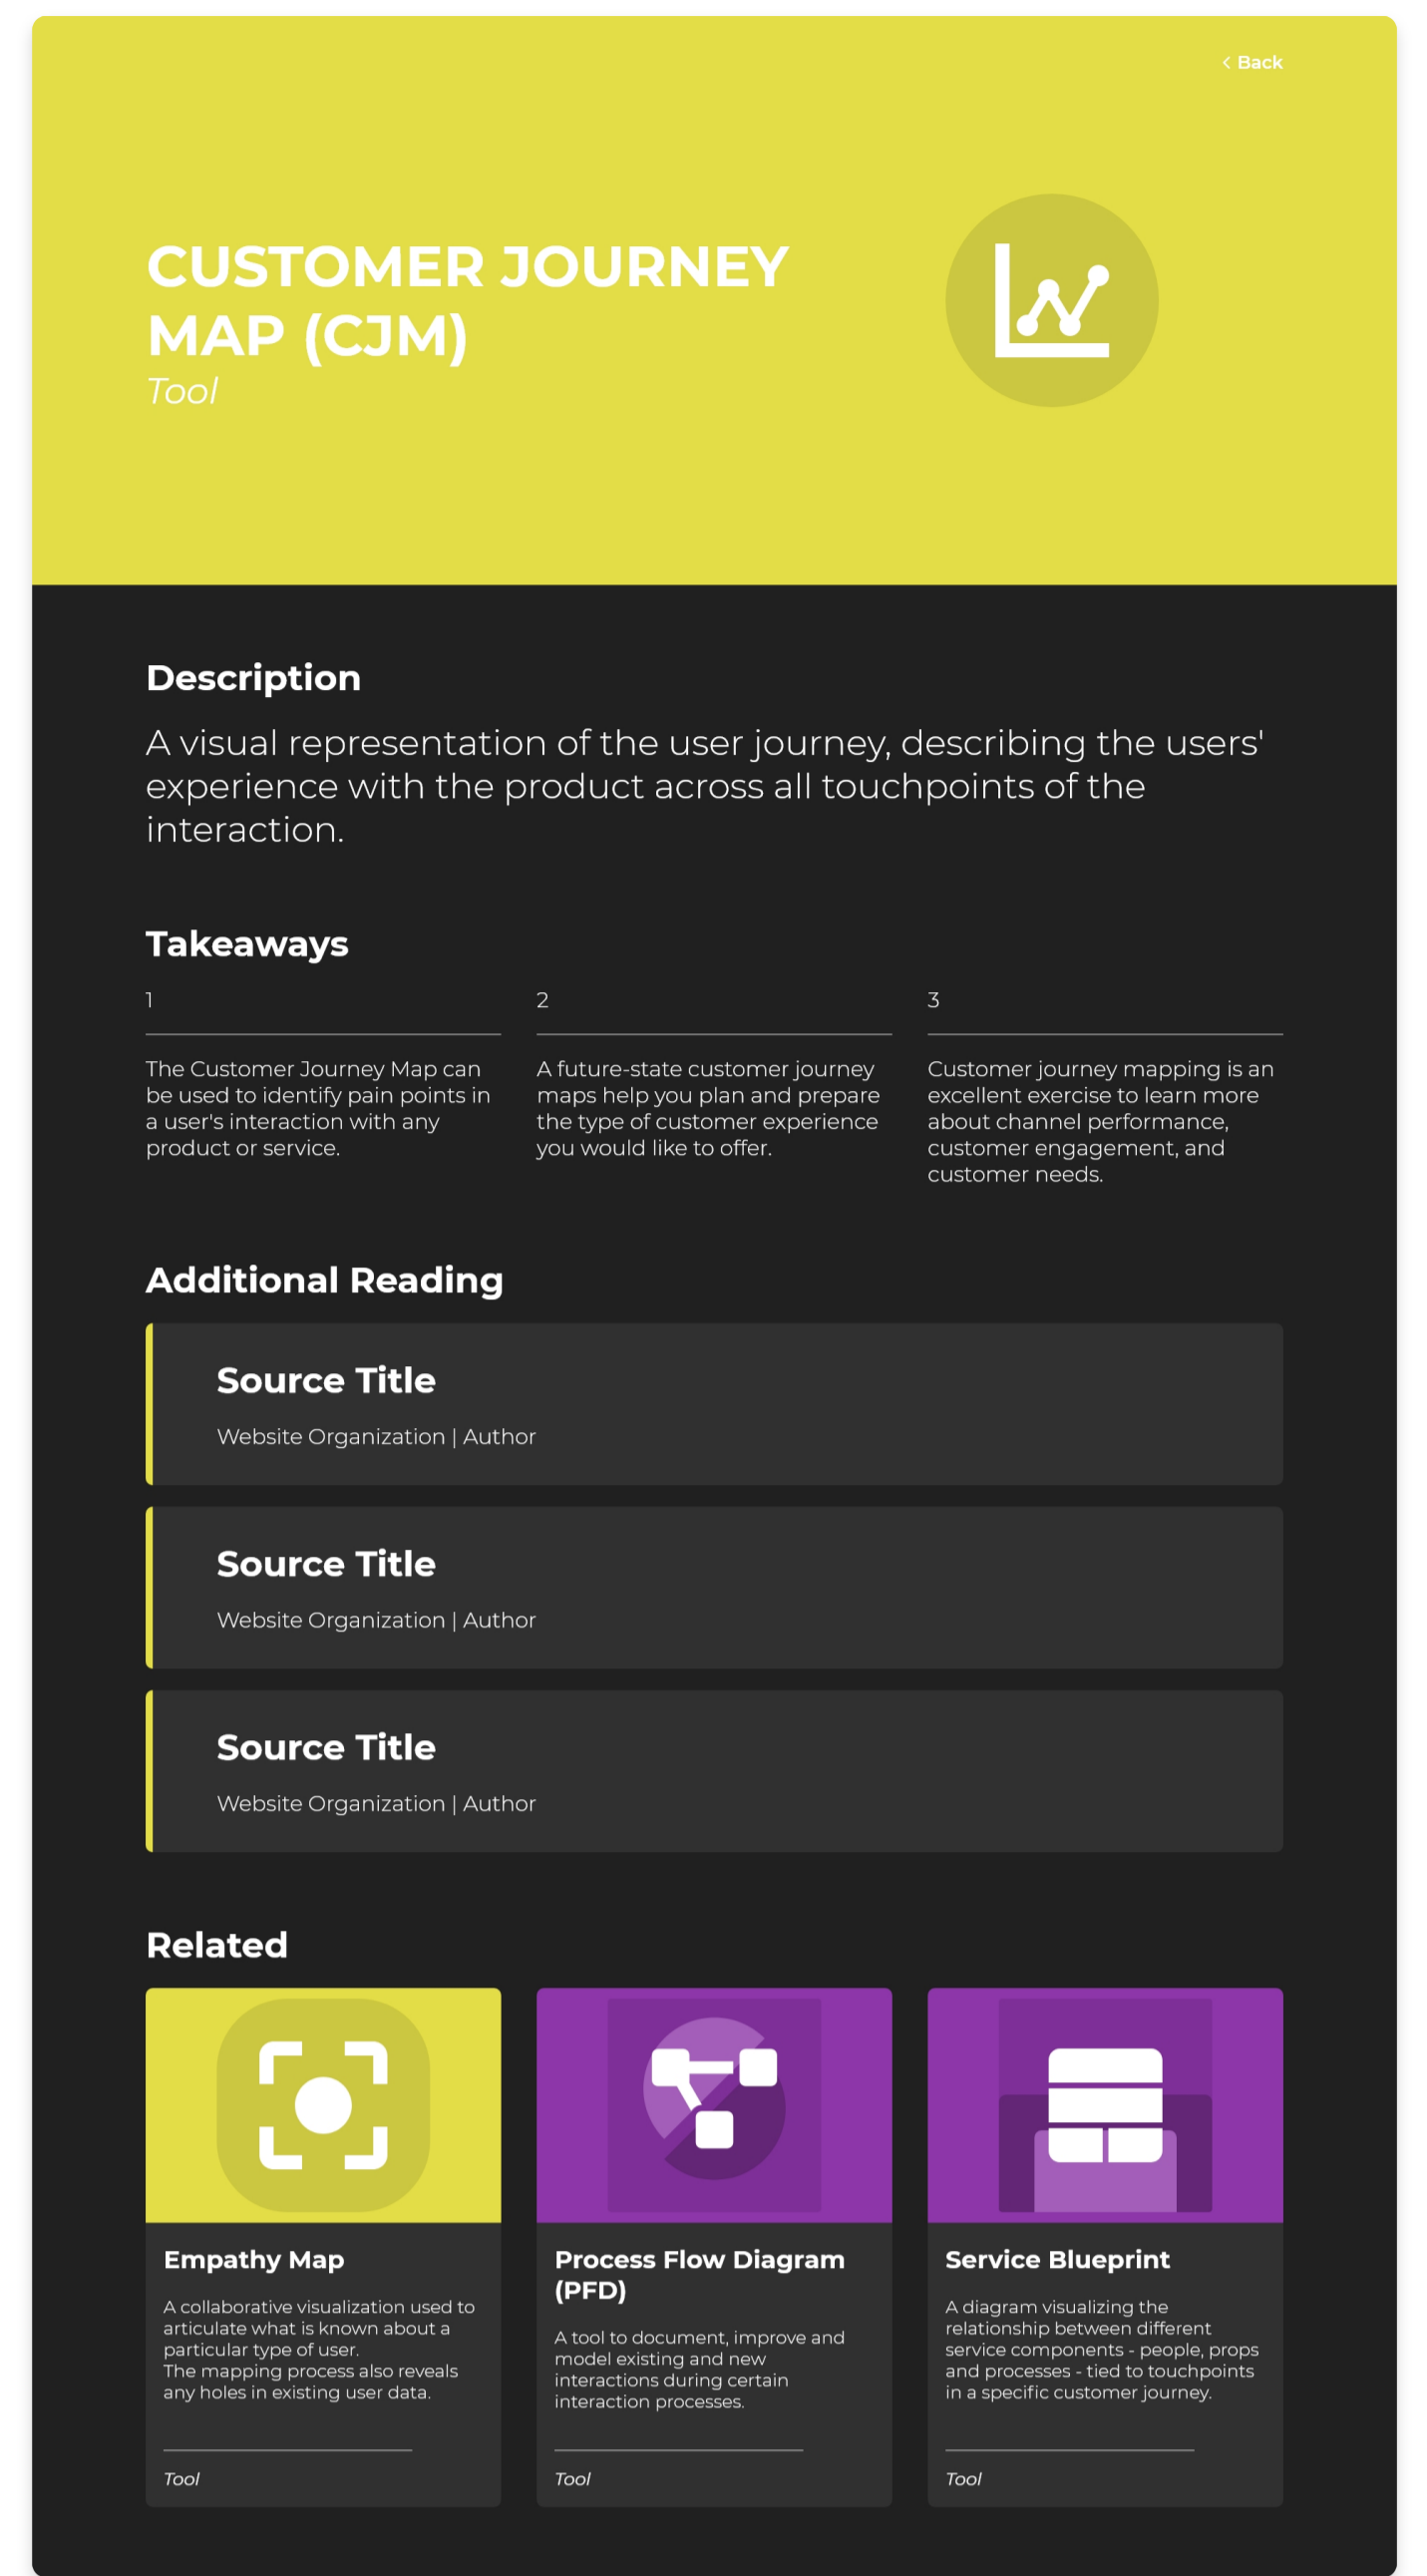 Back
CUSTOMER JOURNEY
MAP (CJM)
Tool
Description
A visual representation of the user journey, describing the users'
experience with the product across all touchpoints of the
interaction.
Takeaways
1
The Customer Journey Map can
be used to identify pain points in
a user's interaction with any
product or service.
2
A future-state customer journey
maps help you plan and prepare
the type of customer experience
you would like to offer.
3
Customer journey mapping is an
excellent exercise to learn more
about channel performance,
customer engagement, and
customer needs.
Additional Reading
Source Title
Website Organization | Author
Source Title
Website Organization | Author
Source Title
Website Organization | Author
Related
Empathy Map
A collaborative visualization used to
articulate what is known about a
particular type of user.
The mapping process also reveals
any holes in existing user data.
Tool
Process Flow Diagram
(PFD)
A tool to document, improve and
model existing and new
interactions during certain
interaction processes.
Tool
Service Blueprint
A diagram visualizing the
relationship between different
service components - people, props
and processes - tied to touchpoints
in a specific customer journey.
Tool